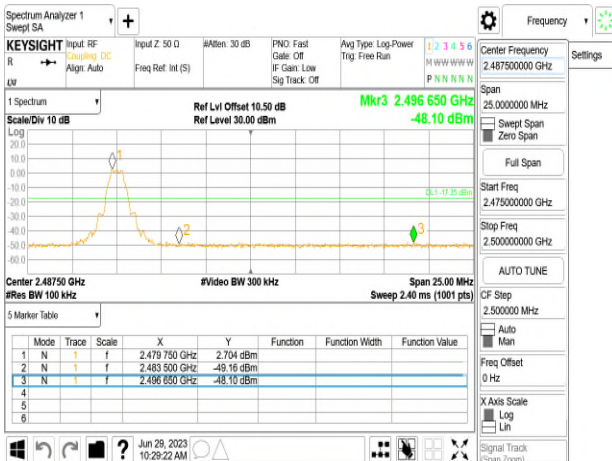 Spectrum Analyzer 1
Swept SA
Frequency
Settings
KEYSIGHT
R
Input: RF
Coupling: DC
Align: Auto
Input Z: 50 Ω
Freq Ref: Int (S)
#Atten: 30 dB
PNO: Fast
Gate: Off
IF Gain: Low
Sig Track: Off
Avg Type: Log-Power
Trig: Free Run
1 2 3 4 5 6
M W W W W W
P N N N N N
1 Spectrum
Scale/Div 10 dB
Ref Lvl Offset 10.50 dB
Ref Level 30.00 dBm
Mkr3 2.496 650 GHz
-48.10 dBm
Log
20.0
10.0
0.00
-10.0
-20.0
-30.0
-40.0
-50.0
-60.0
1
2
3
DL1 -17.35 dBm
Center 2.48750 GHz
#Res BW 100 kHz
#Video BW 300 kHz
Span 25.00 MHz
Sweep 2.40 ms (1001 pts)
5 Marker Table
Mode Trace Scale X Y Function Function Width Function Value
1 N 1 f 2.479 750 GHz 2.704 dBm
2 N 1 f 2.483 500 GHz -49.16 dBm
3 N 1 f 2.496 650 GHz -48.10 dBm
4
5
6
Jun 29, 2023
10:29:22 AM
Center Frequency
2.487500000 GHz
Span
25.0000000 MHz
Swept Span
Zero Span
Full Span
Start Freq
2.475000000 GHz
Stop Freq
2.500000000 GHz
AUTO TUNE
CF Step
2.500000 MHz
Auto
Man
Freq Offset
0 Hz
X Axis Scale
Log
Lin
Signal Track
(Span Zoom)